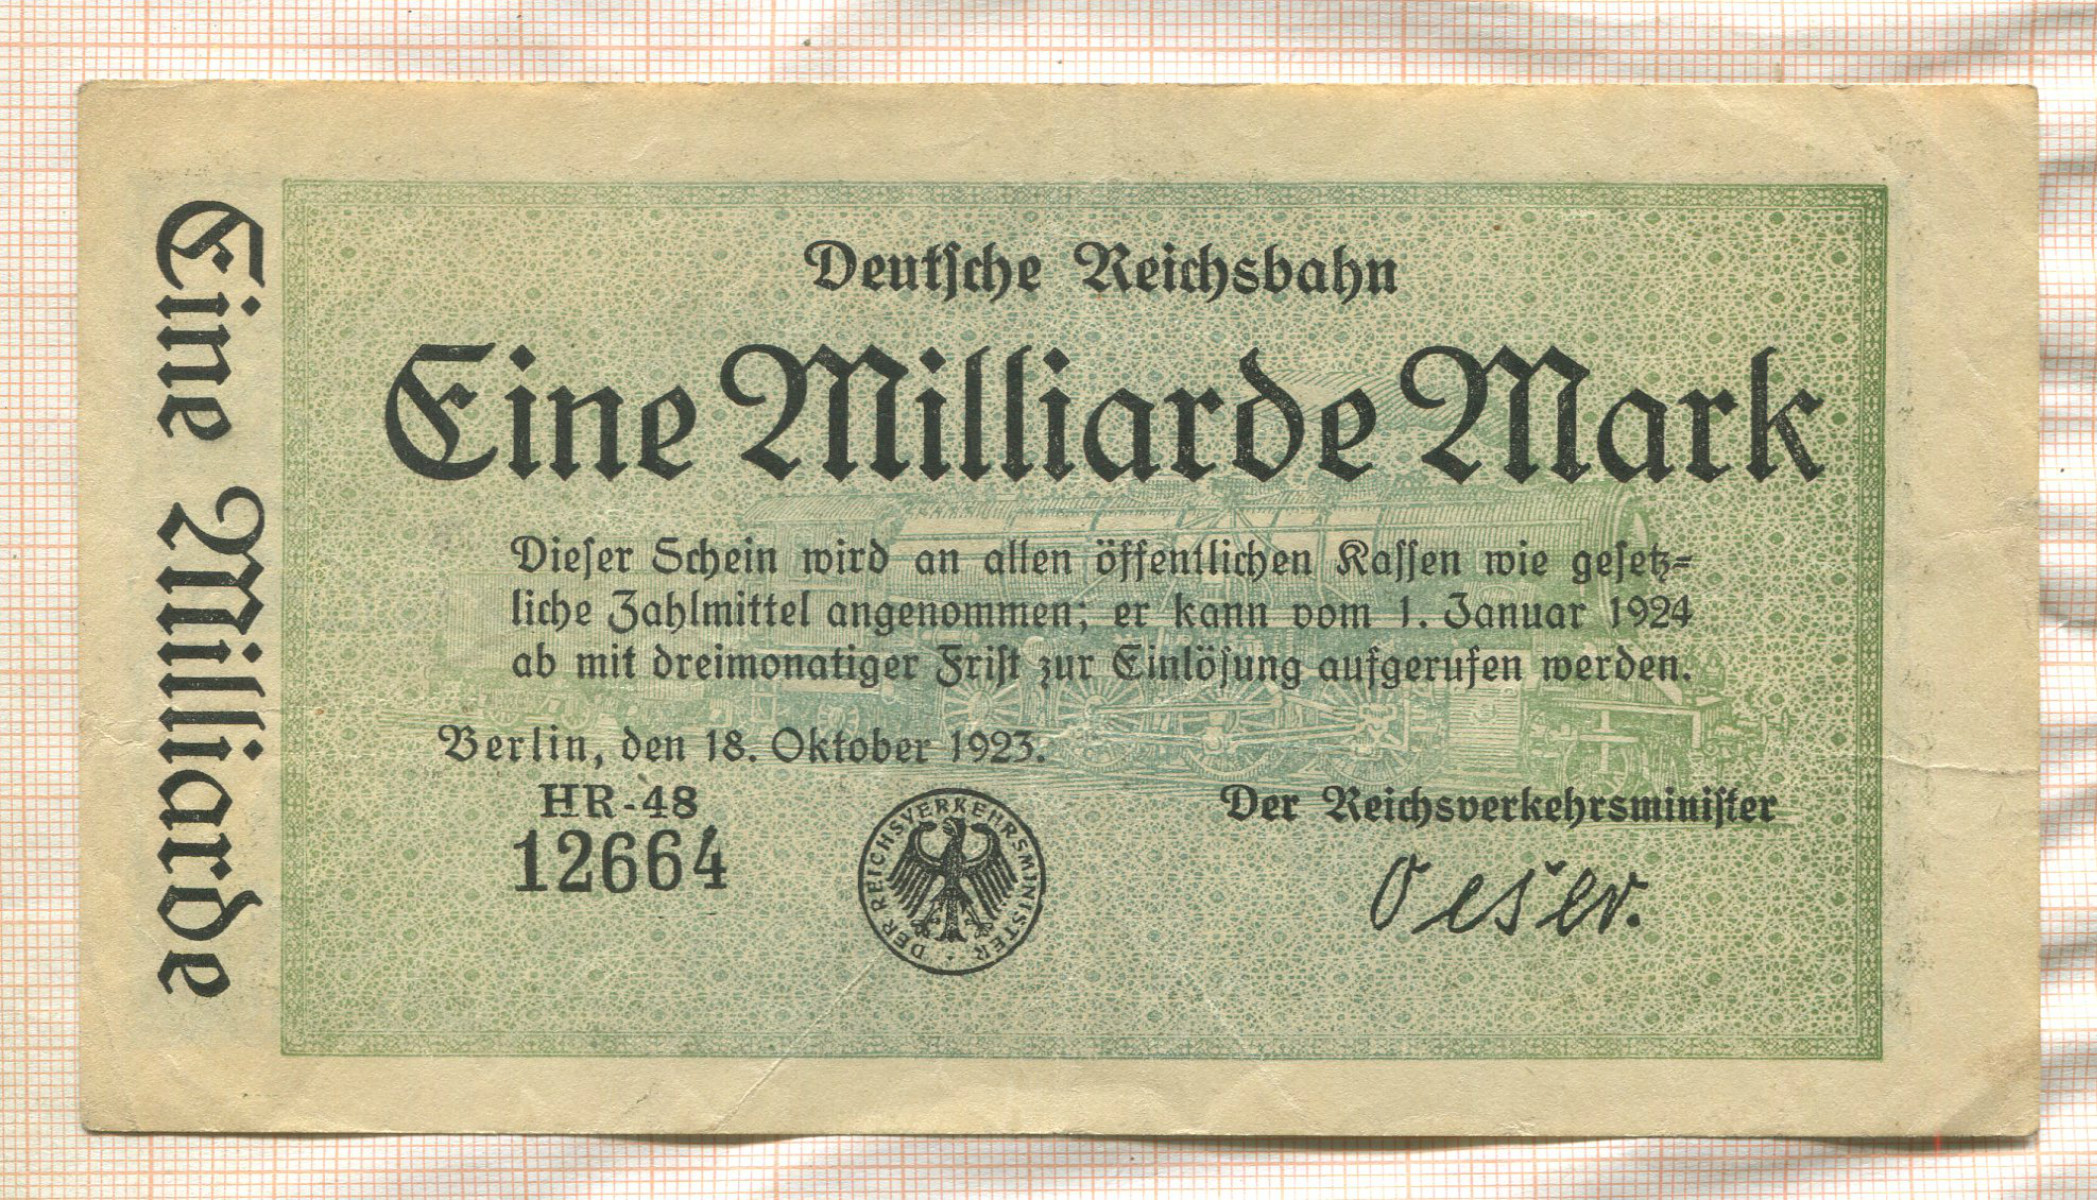 Eine Milliarde
Deutsche Reichsbahn
Eine Milliarde Mark
Dieser Schein wird an allen öffentlichen Kassen wie gesetz=
liche Zahlmittel angenommen; er kann vom 1. Januar 1924
ab mit dreimonatiger Frist zur Einlösung aufgerufen werden.
Berlin, den 18. Oktober 1923.
HR-48
12664
DER REICHSVERKEHRSMINISTER
Der Reichsverkehrsminister
Oeser.